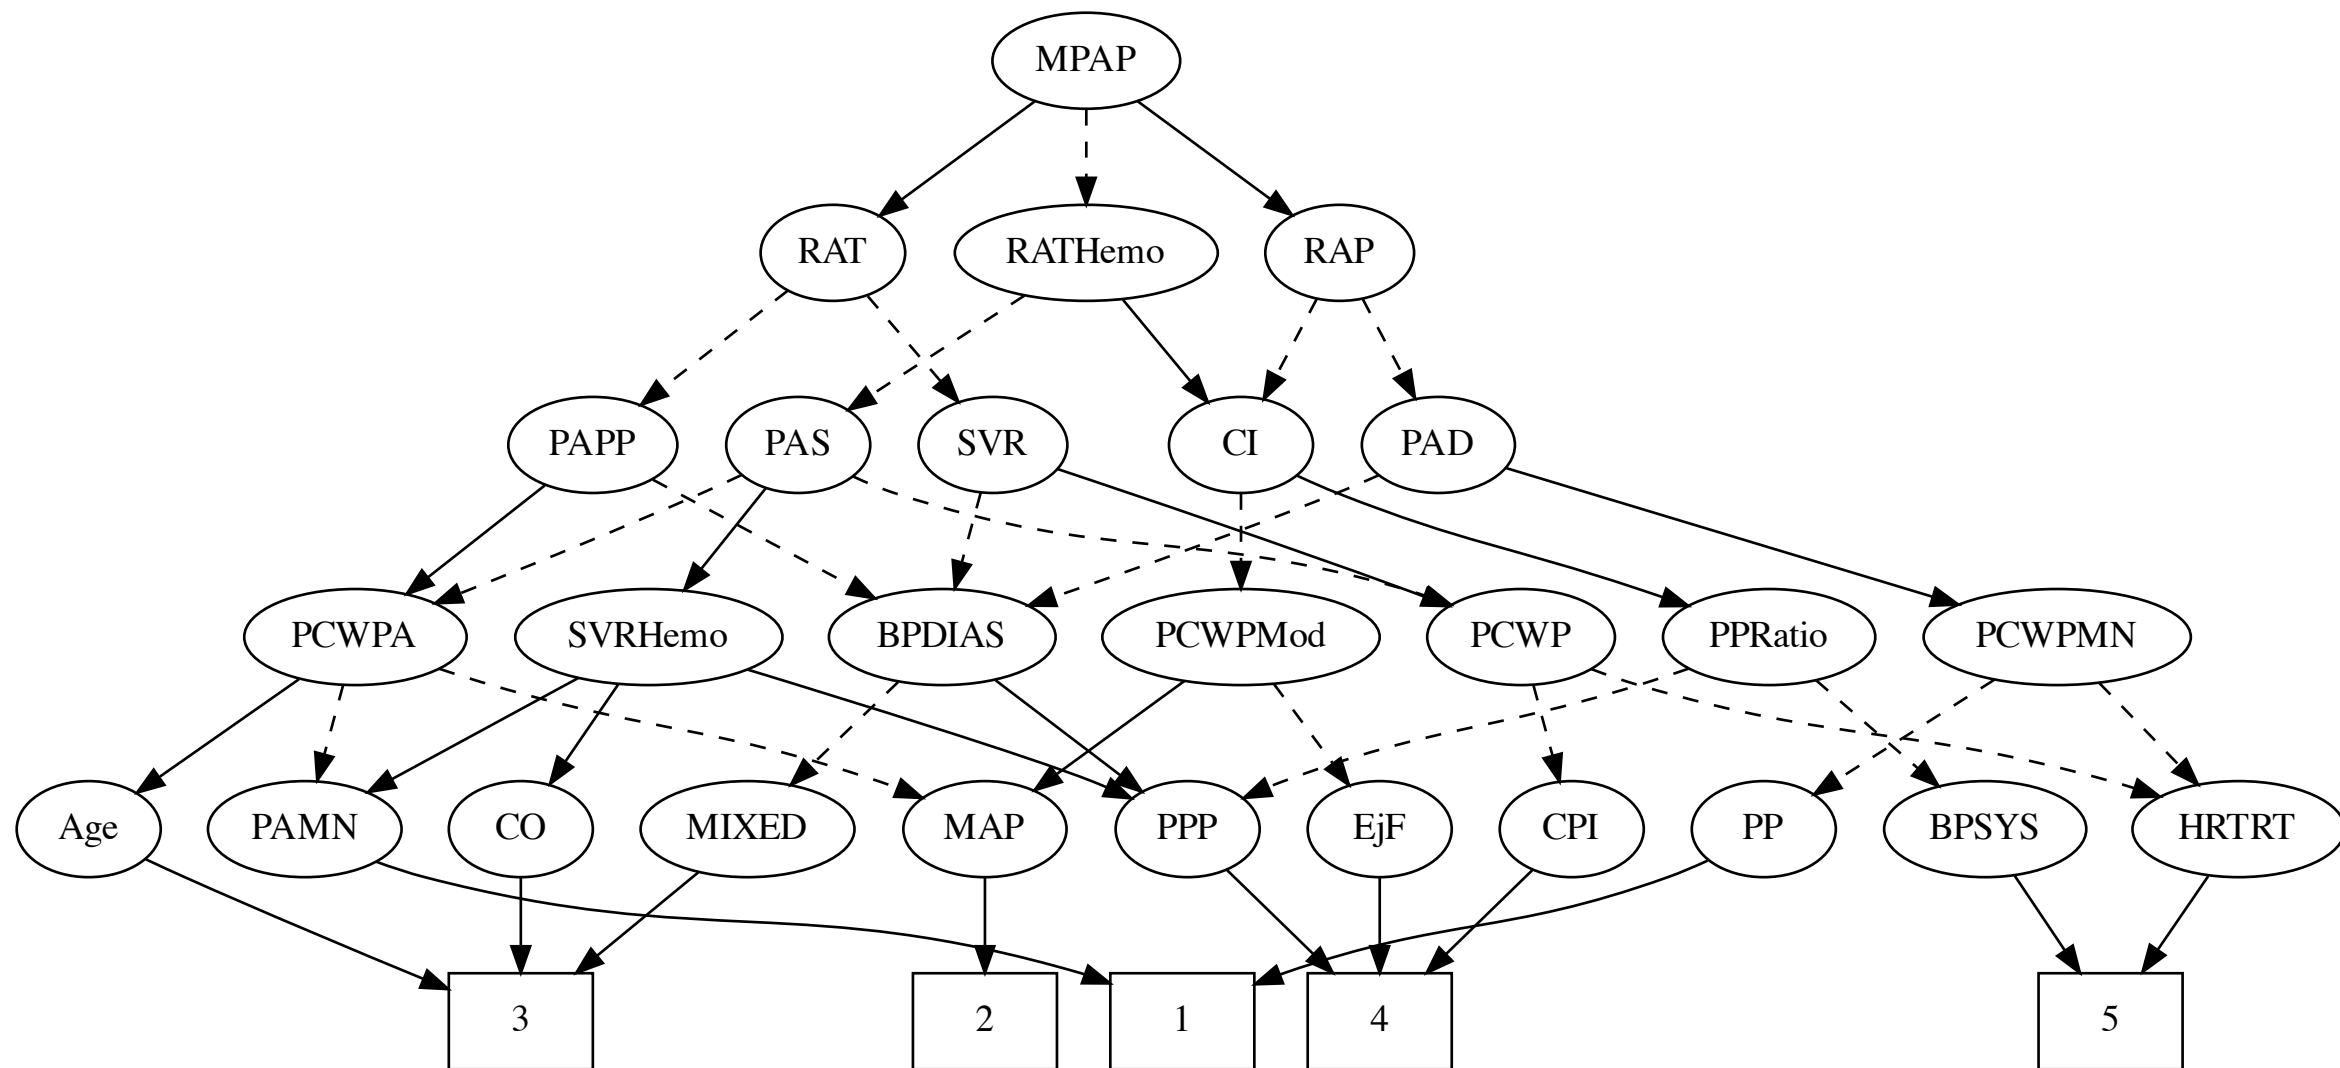 MPAP
RAT
RATHemo
RAP
PAPP
PAS
SVR
CI
PAD
PCWPA
SVRHemo
BPDIAS
PCWPMod
PCWP
PPRatio
PCWPMN
Age
PAMN
CO
MIXED
MAP
PPP
EjF
CPI
PP
BPSYS
HRTRT
3
2
1
4
5